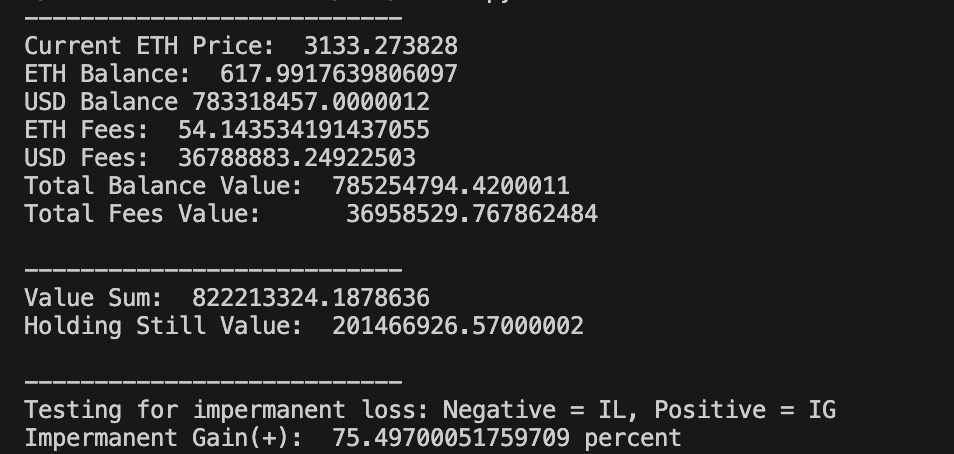 ---------------------------
Current ETH Price:  3133.273828
ETH Balance:  617.9917639806097
USD Balance 783318457.0000012
ETH Fees:  54.143534191437055
USD Fees:  36788883.24922503
Total Balance Value:  785254794.4200011
Total Fees Value:      36958529.767862484
---------------------------
Value Sum:  822213324.1878636
Holding Still Value:  201466926.57000002
---------------------------
Testing for impermanent loss: Negative = IL, Positive = IG
Impermanent Gain(+):  75.49700051759709 percent